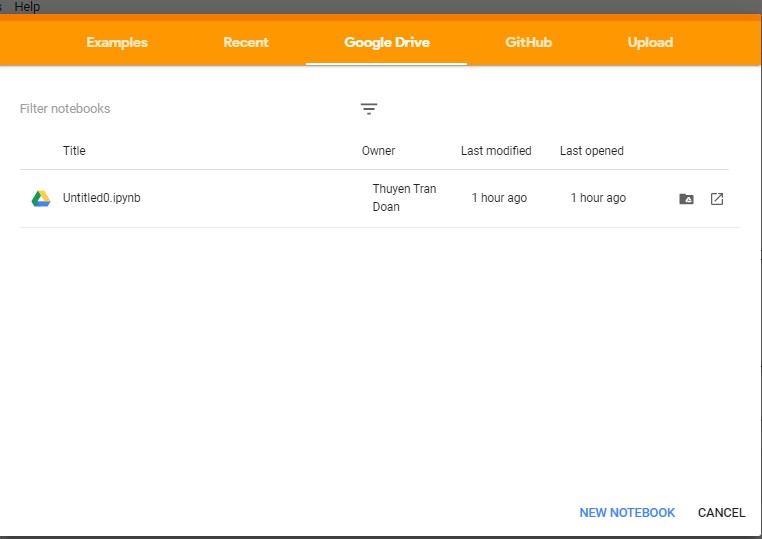 Help
Examples Recent Google Drive GitHub Upload
Filter notebooks
Title Owner Last modified Last opened
Untitled0.ipynb Thuyen Tran Doan 1 hour ago 1 hour ago
NEW NOTEBOOK CANCEL